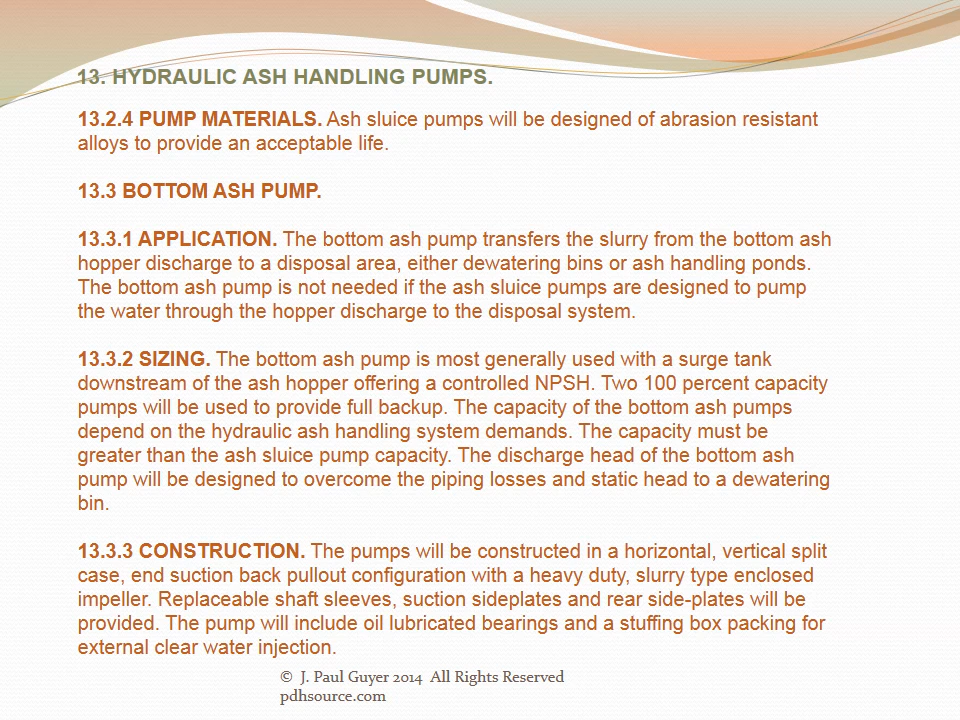 13. HYDRAULIC ASH HANDLING PUMPS.
13.2.4 PUMP MATERIALS. Ash sluice pumps will be designed of abrasion resistant
alloys to provide an acceptable life.
13.3 BOTTOM ASH PUMP.
13.3.1 APPLICATION. The bottom ash pump transfers the slurry from the bottom ash
hopper discharge to a disposal area, either dewatering bins or ash handling ponds.
The bottom ash pump is not needed if the ash sluice pumps are designed to pump
the water through the hopper discharge to the disposal system.
13.3.2 SIZING. The bottom ash pump is most generally used with a surge tank
downstream of the ash hopper offering a controlled NPSH. Two 100 percent capacity
pumps will be used to provide full backup. The capacity of the bottom ash pumps
depend on the hydraulic ash handling system demands. The capacity must be
greater than the ash sluice pump capacity. The discharge head of the bottom ash
pump will be designed to overcome the piping losses and static head to a dewatering
bin.
13.3.3 CONSTRUCTION. The pumps will be constructed in a horizontal, vertical split
case, end suction back pullout configuration with a heavy duty, slurry type enclosed
impeller. Replaceable shaft sleeves, suction sideplates and rear side-plates will be
provided. The pump will include oil lubricated bearings and a stuffing box packing for
external clear water injection.
© J. Paul Guyer 2014 All Rights Reserved
pdhsource.com